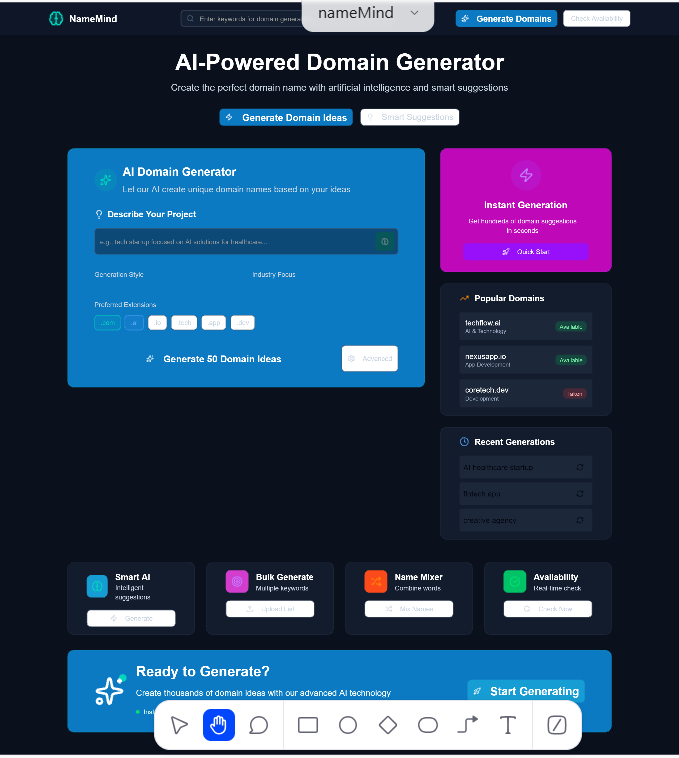 NameMind
Enter keywords for domain genera
nameMind
Generate Domains
Check Availability
AI-Powered Domain Generator
Create the perfect domain name with artificial intelligence and smart suggestions
Generate Domain Ideas
Smart Suggestions
AI Domain Generator
Let our AI create unique domain names based on your ideas
Describe Your Project
e.g., tech startup focused on AI solutions for healthcare...
Generation Style
Industry Focus
Preferred Extensions
.com
.ai
.io
.tech
.app
.dev
Generate 50 Domain Ideas
Advanced
Instant Generation
Get hundreds of domain suggestions
in seconds
Quick Start
Popular Domains
techflow.ai
AI & Technology
Available
nexusapp.io
App Development
Available
coretech.dev
Development
Taken
Recent Generations
AI healthcare startup
fintech app
creative agency
Smart AI
Intelligent
suggestions
Generate
Bulk Generate
Multiple keywords
Upload List
Name Mixer
Combine words
Mix Names
Availability
Real-time check
Check Now
Ready to Generate?
Create thousands of domain ideas with our advanced AI technology
Start Generating
T